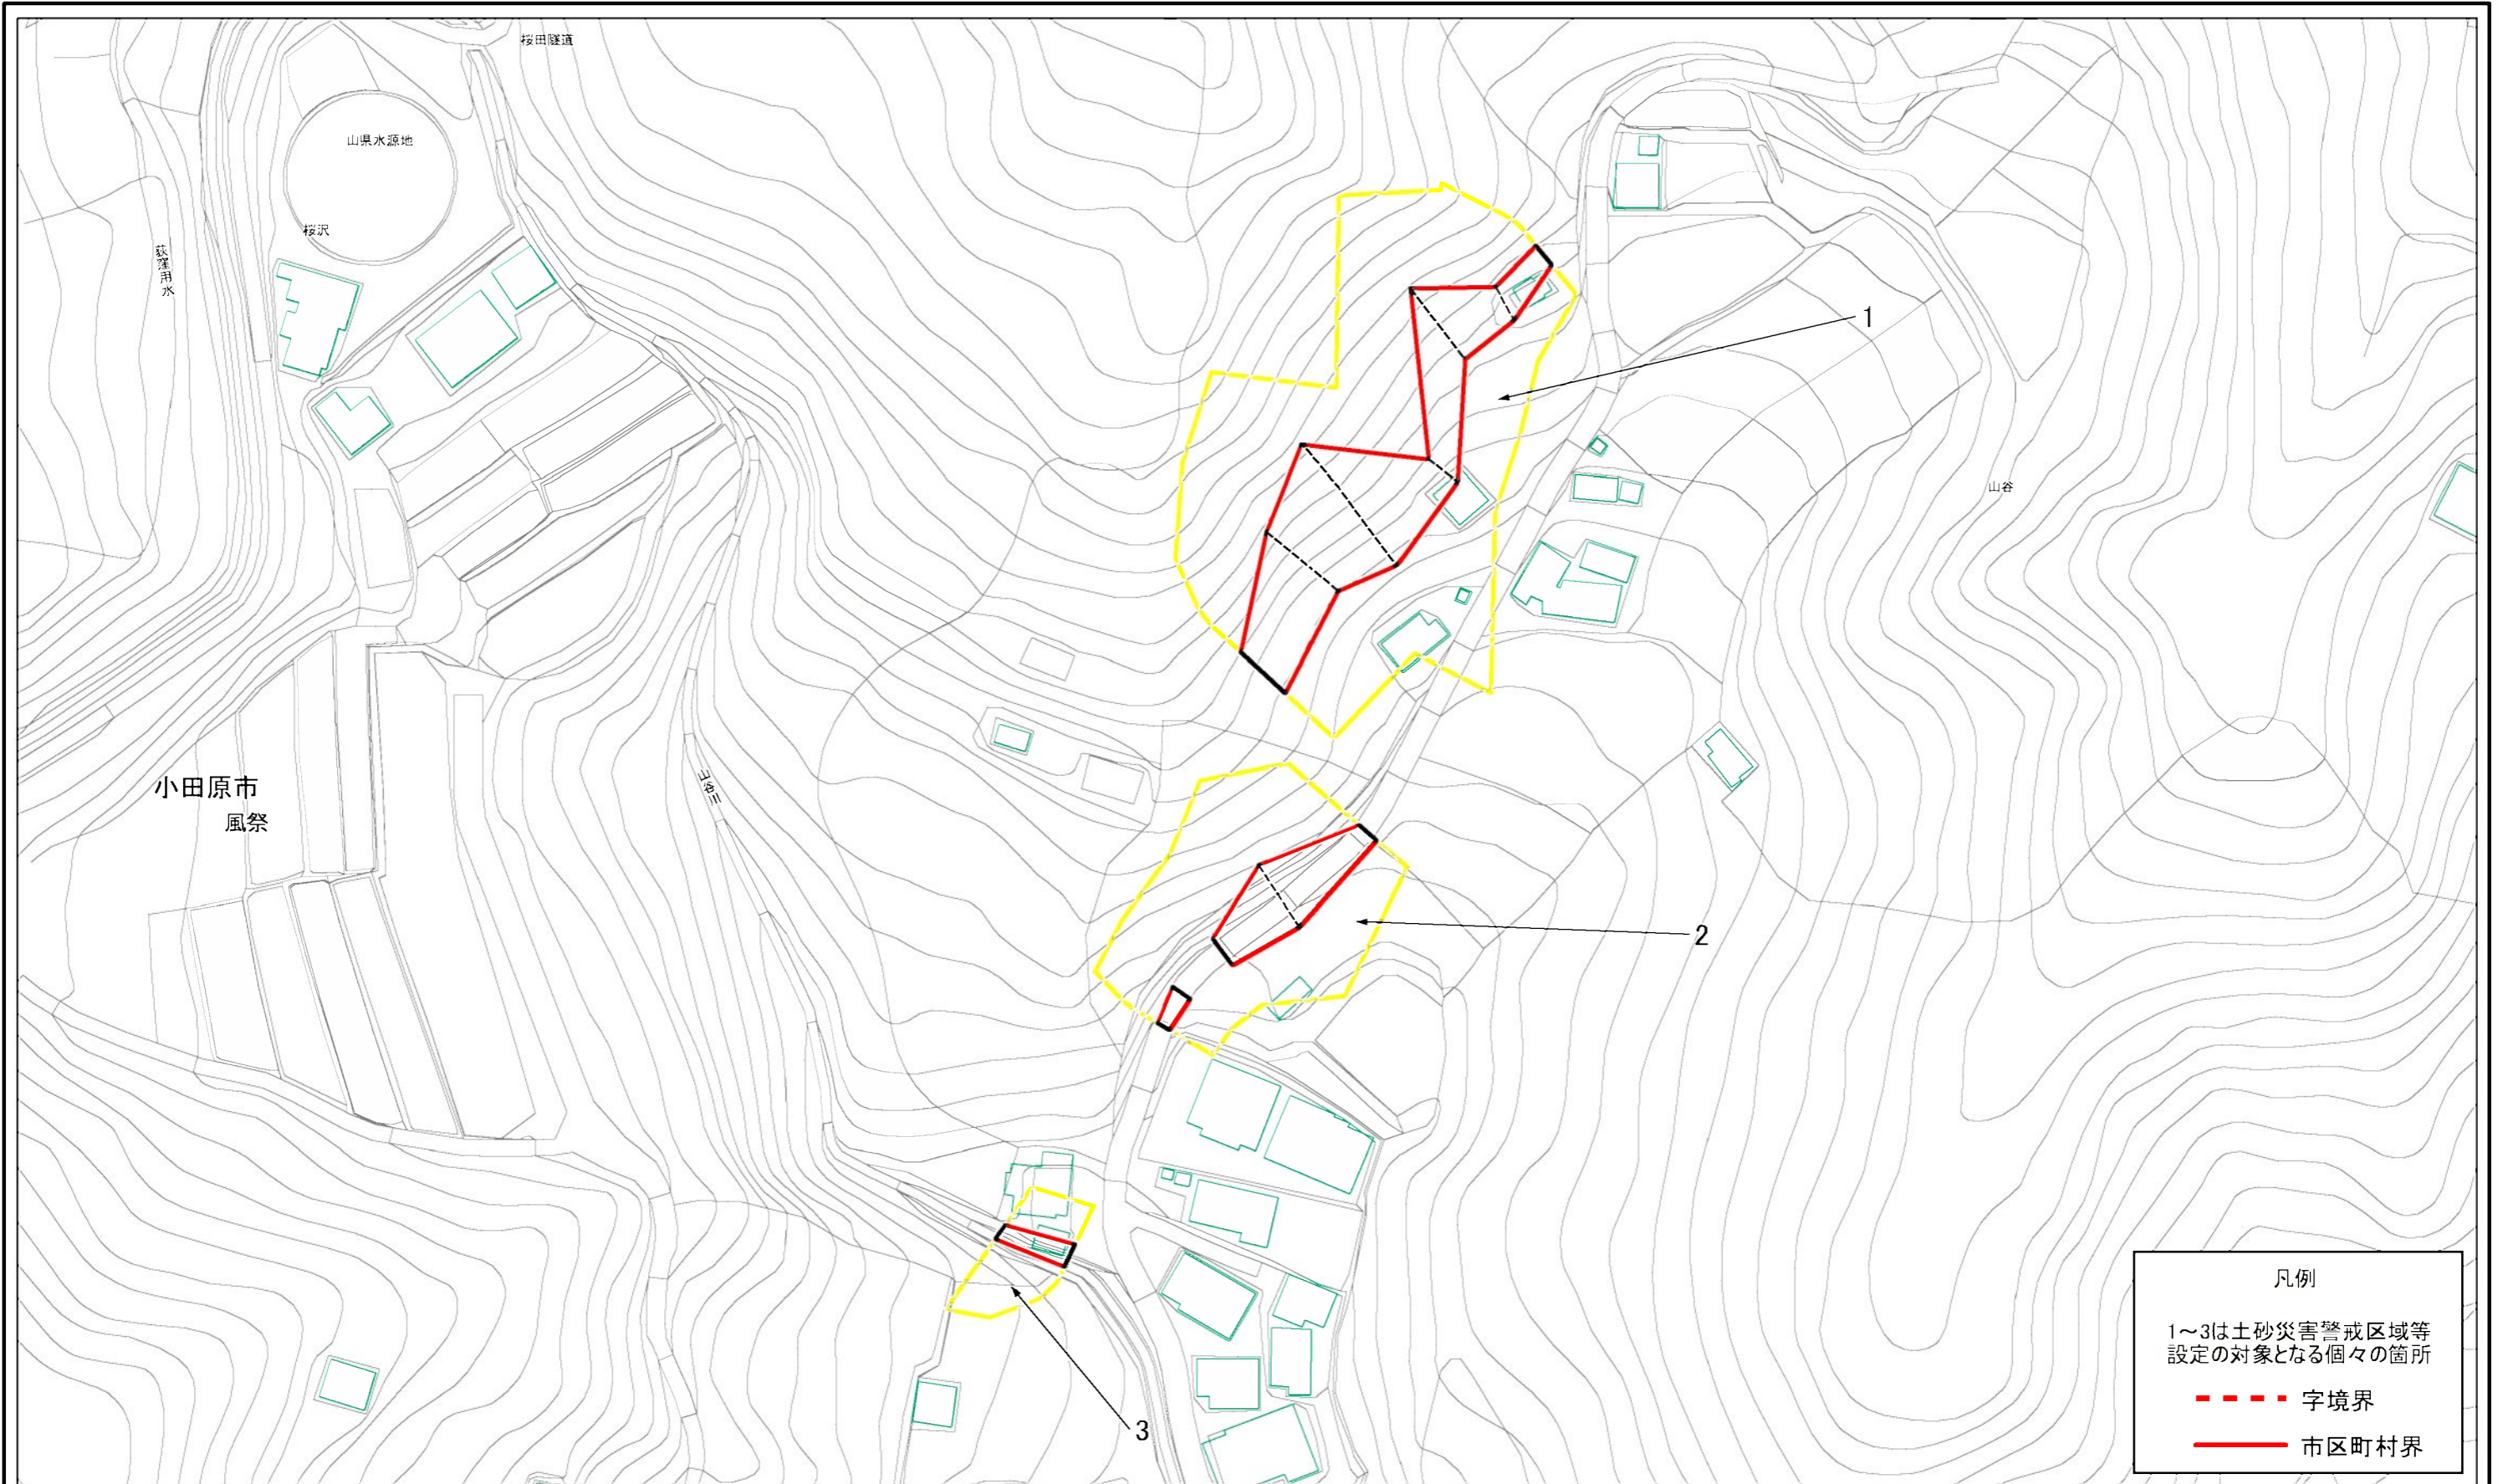 桜田隧道
山県水源地
桜沢
荻窪用水
1
山谷
小田原市
風祭
山谷川
2
3
凡例
1～3は土砂災害警戒区域等
設定の対象となる個々の箇所
字境界
市区町村界